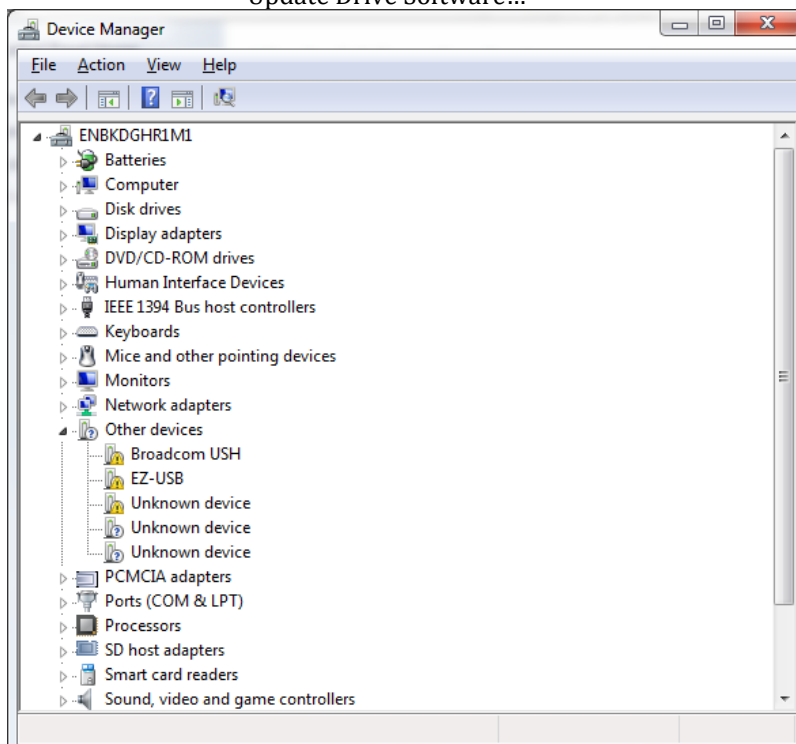 Update Drive Software...
Device Manager
File Action View Help
ENBKDGHR1M1
Batteries
Computer
Disk drives
Display adapters
DVD/CD-ROM drives
Human Interface Devices
IEEE 1394 Bus host controllers
Keyboards
Mice and other pointing devices
Monitors
Network adapters
Other devices
Broadcom USH
EZ-USB
Unknown device
Unknown device
Unknown device
PCMCIA adapters
Ports (COM & LPT)
Processors
SD host adapters
Smart card readers
Sound, video and game controllers